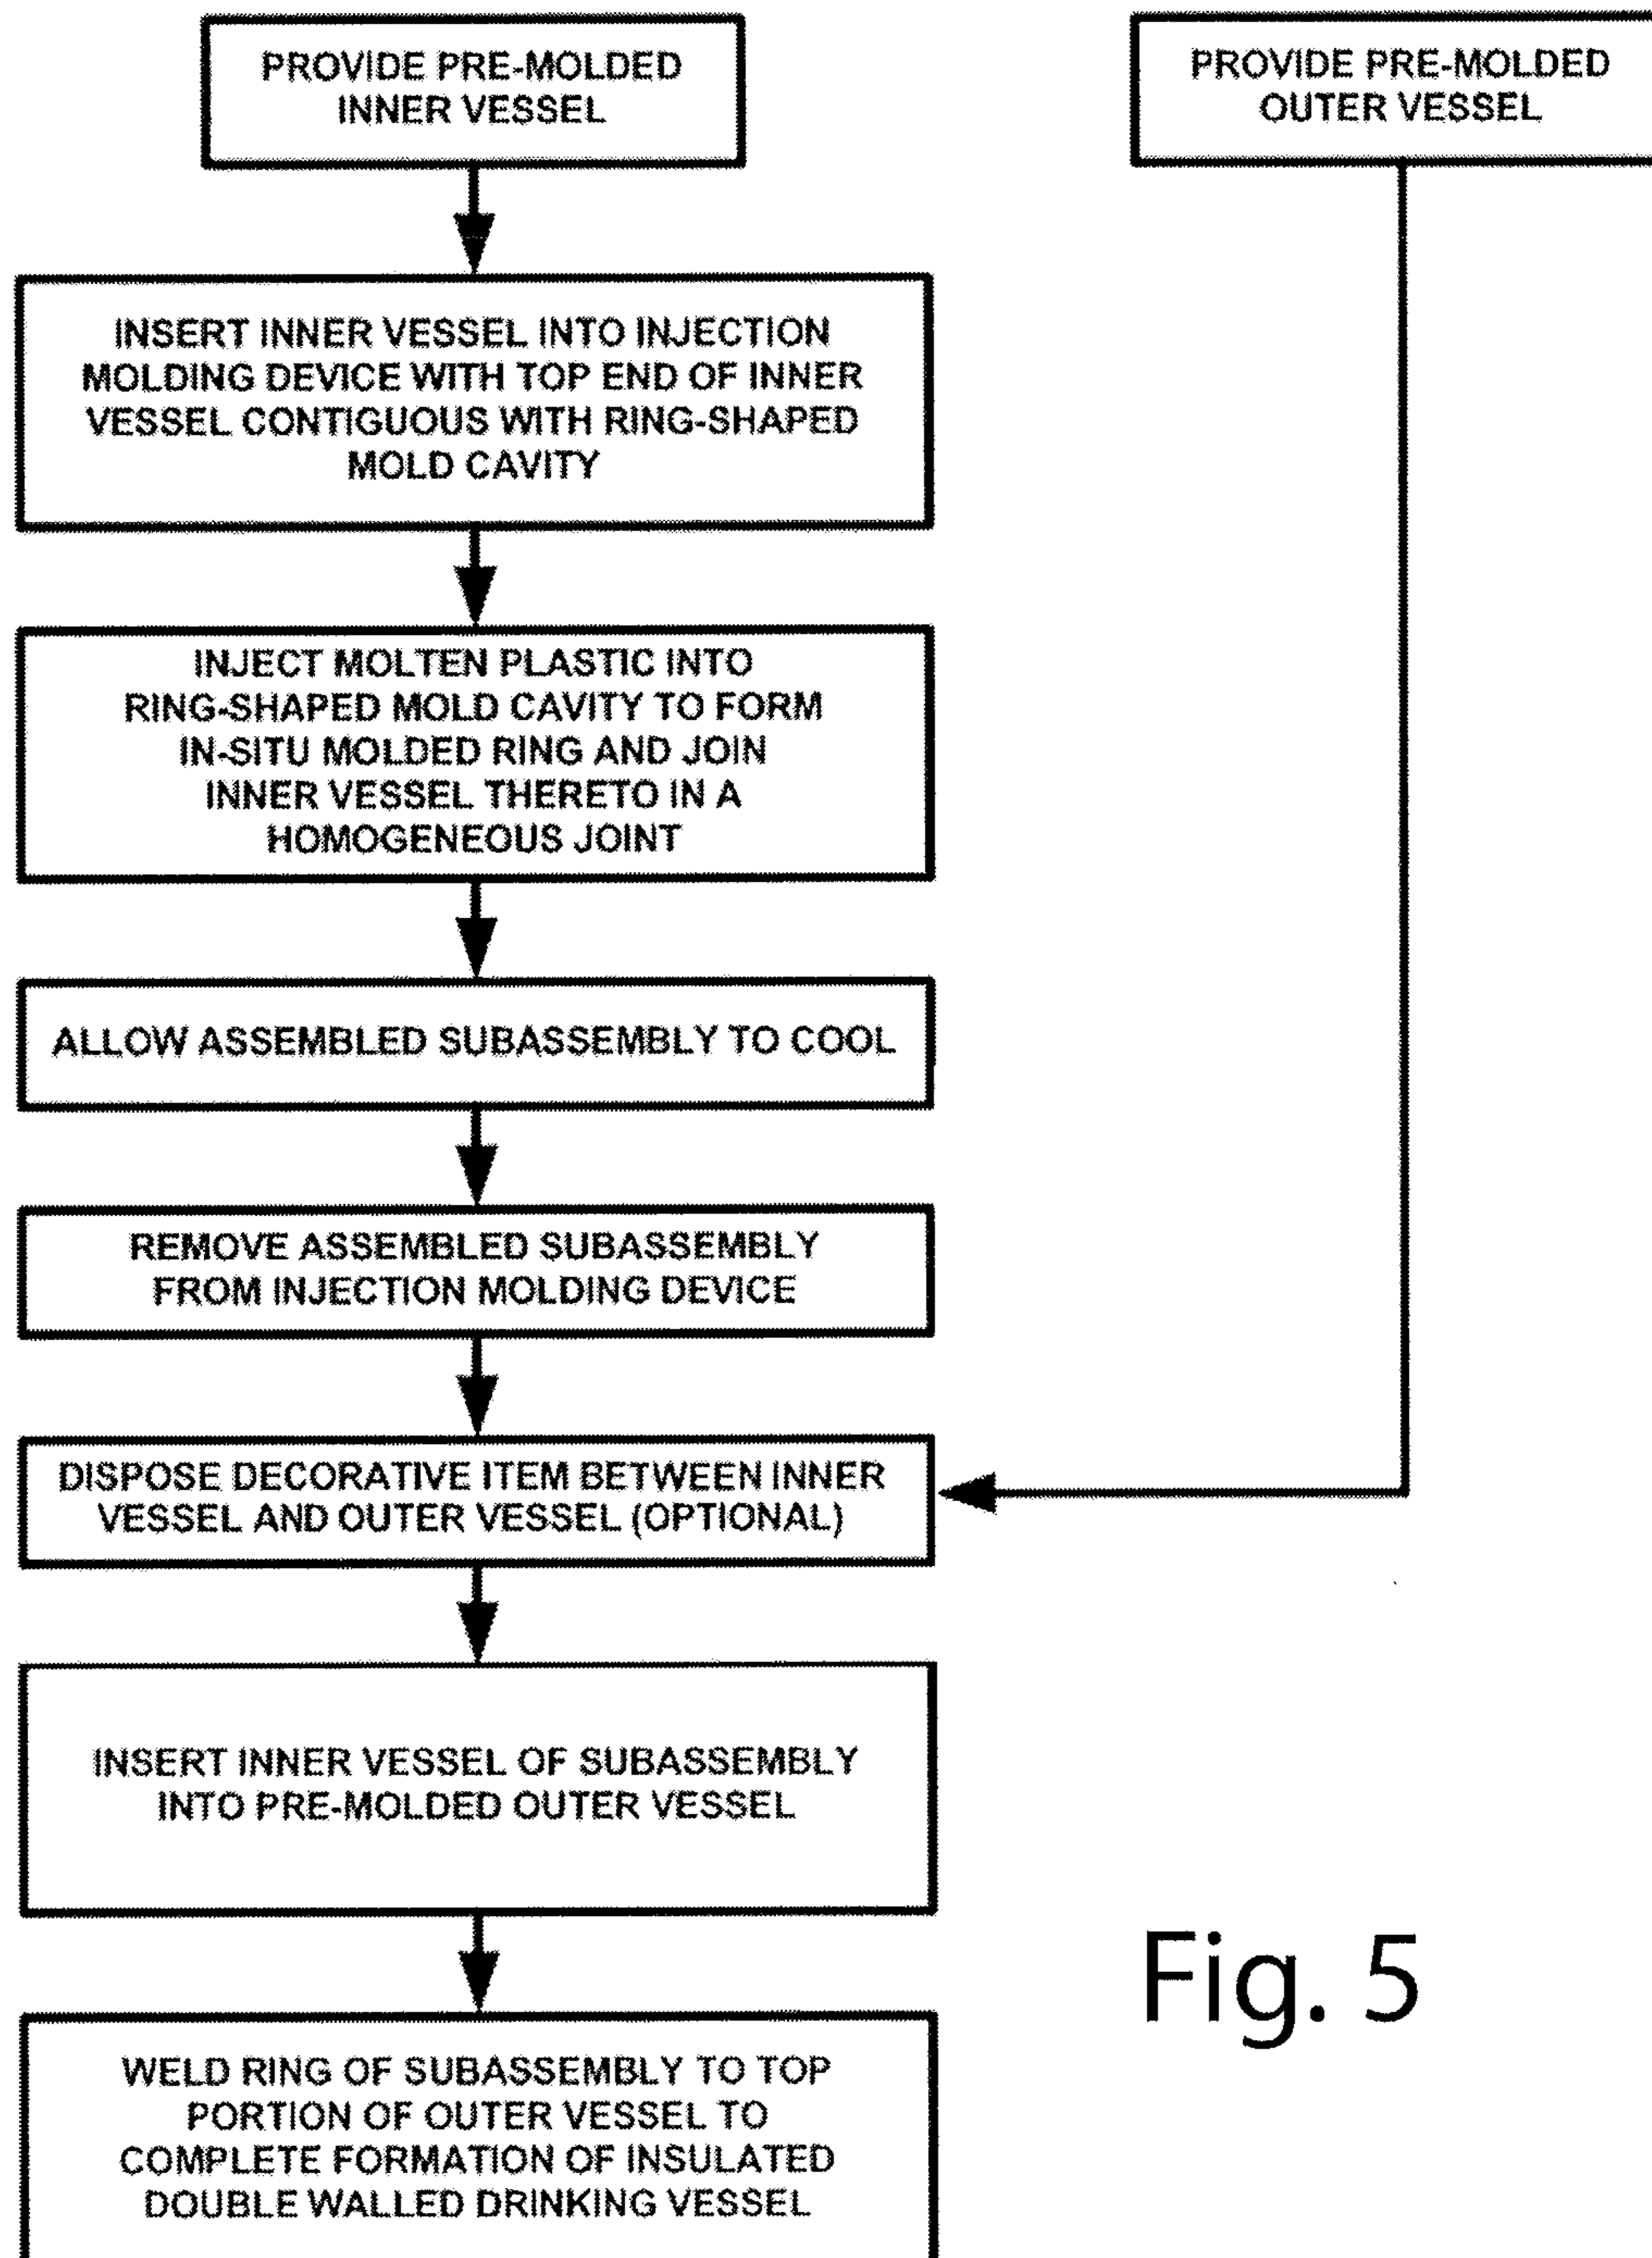 PROVIDE PRE-MOLDED
INNER VESSEL
PROVIDE PRE-MOLDED
OUTER VESSEL
INSERT INNER VESSEL INTO INJECTION
MOLDING DEVICE WITH TOP END OF INNER
VESSEL CONTIGUOUS WITH RING-SHAPED
MOLD CAVITY
INJECT MOLTEN PLASTIC INTO
RING-SHAPED MOLD CAVITY TO FORM
IN-SITU MOLDED RING AND JOIN
INNER VESSEL THERETO IN A
HOMOGENEOUS JOINT
ALLOW ASSEMBLED SUBASSEMBLY TO COOL
REMOVE ASSEMBLED SUBASSEMBLY
FROM INJECTION MOLDING DEVICE
DISPOSE DECORATIVE ITEM BETWEEN INNER
VESSEL AND OUTER VESSEL (OPTIONAL)
INSERT INNER VESSEL OF SUBASSEMBLY
INTO PRE-MOLDED OUTER VESSEL
WELD RING OF SUBASSEMBLY TO TOP
PORTION OF OUTER VESSEL TO
COMPLETE FORMATION OF INSULATED
DOUBLE WALLED DRINKING VESSEL
Fig. 5